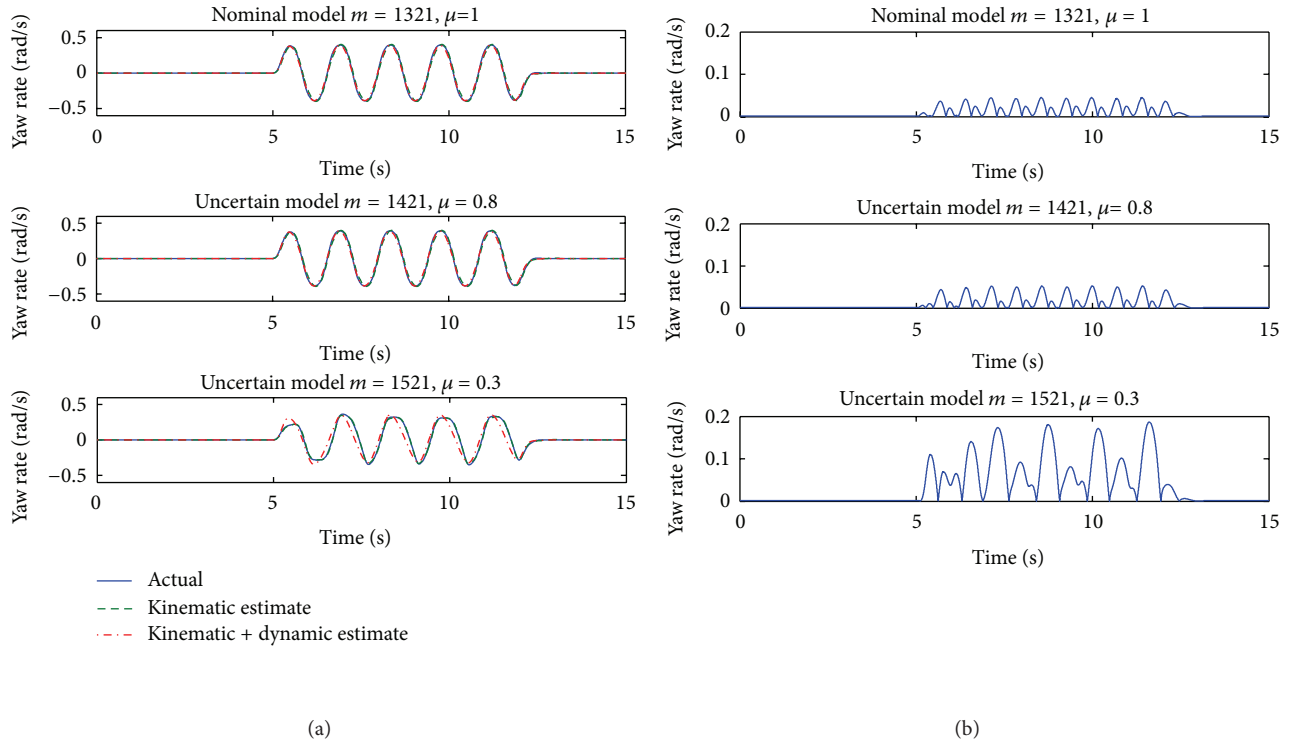 Nominal model m = 1321, μ=1
Yaw rate (rad/s)
0.5
0
−0.5
0
5
10
15
Time (s)
Uncertain model m = 1421, μ = 0.8
Yaw rate (rad/s)
0.5
0
−0.5
0
5
10
15
Time (s)
Uncertain model m = 1521, μ = 0.3
Yaw rate (rad/s)
0.5
0
−0.5
0
5
10
15
Time (s)
Actual
Kinematic estimate
Kinematic + dynamic estimate
(a)
Nominal model m = 1321, μ = 1
Yaw rate (rad/s)
0.2
0.1
0
0
5
10
15
Time (s)
Uncertain model m = 1421, μ= 0.8
Yaw rate (rad/s)
0.2
0.1
0
0
5
10
15
Time (s)
Uncertain model m = 1521, μ = 0.3
Yaw rate (rad/s)
0.2
0.1
0
0
5
10
15
Time (s)
(b)